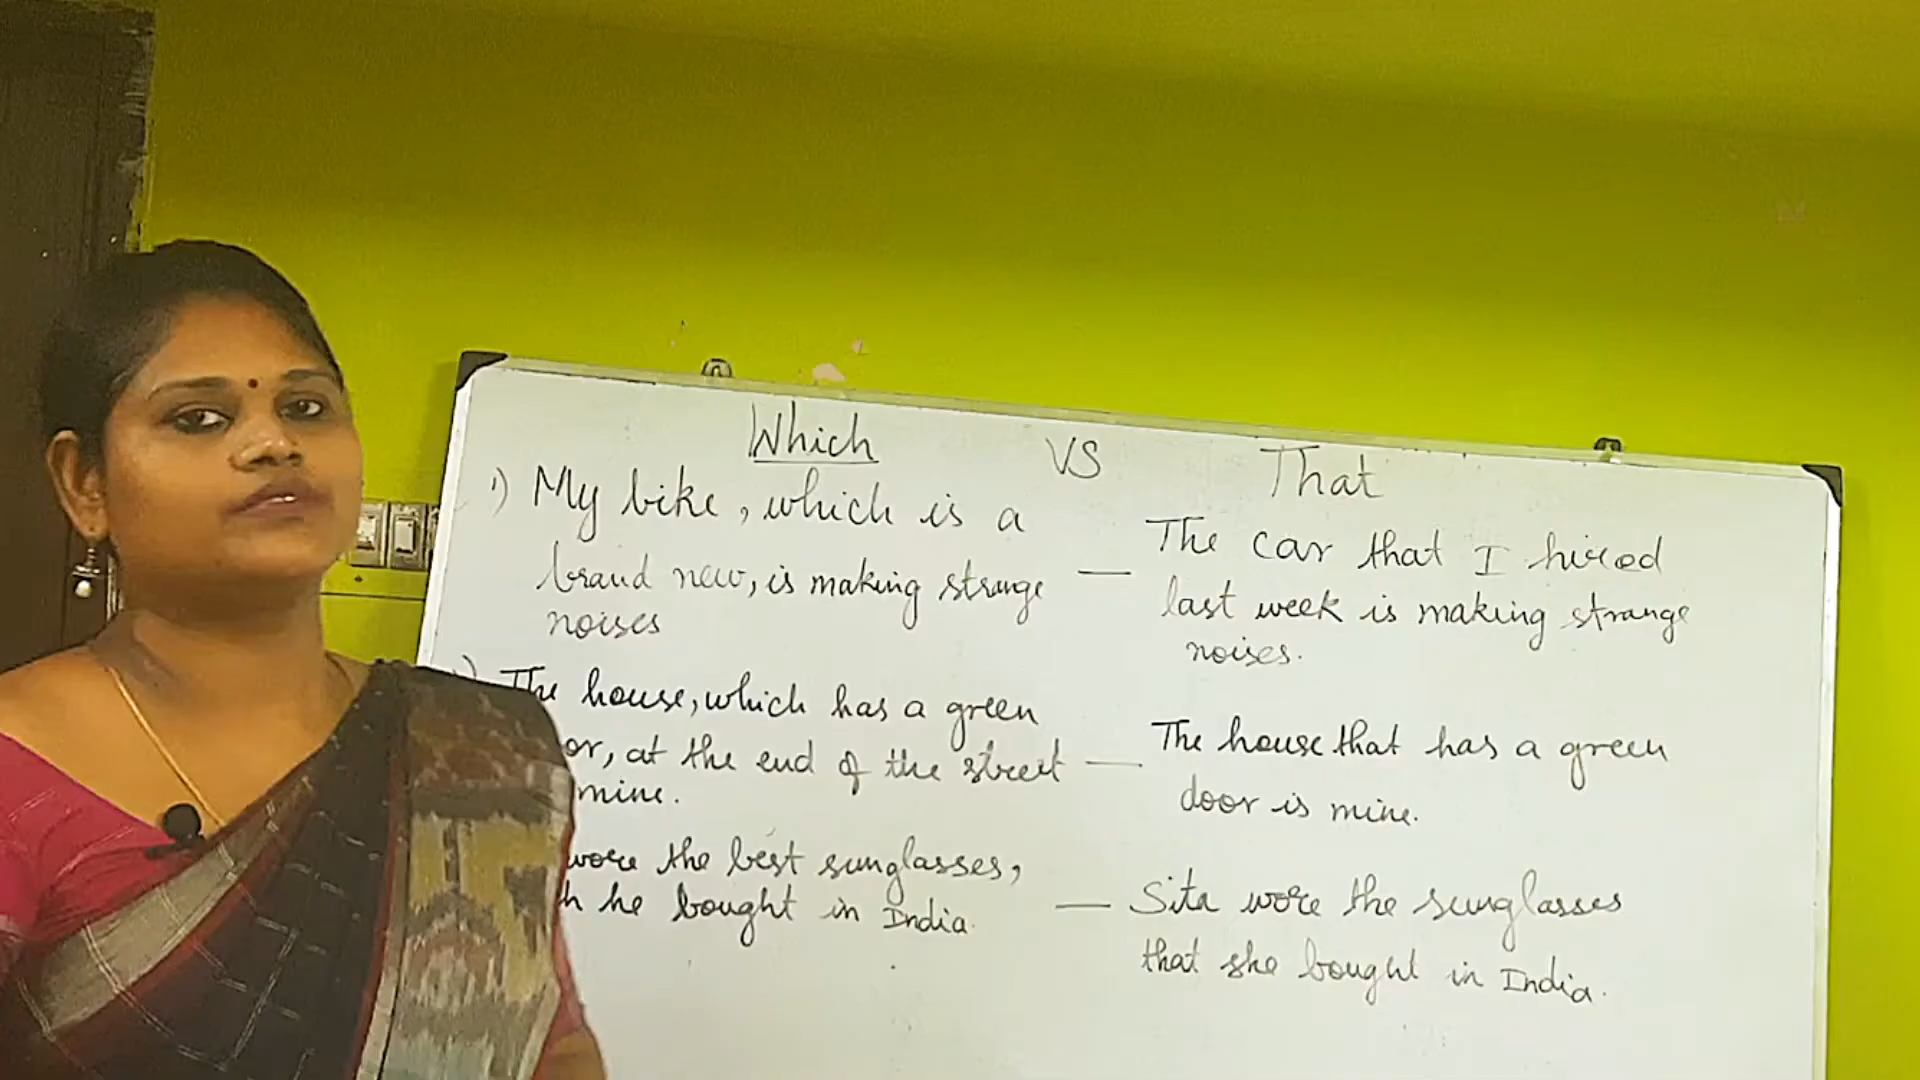 Which VS That
1) My bike, which is a
brand new, is making strange
noises
—
The car that I hired
last week is making strange
noises.
The house, which has a green
or, at the end of the street
mine.
—
The house that has a green
door is mine.
wore the best sunglasses,
h he bought in India.
—
Sita wore the sunglasses
that she bought in India.